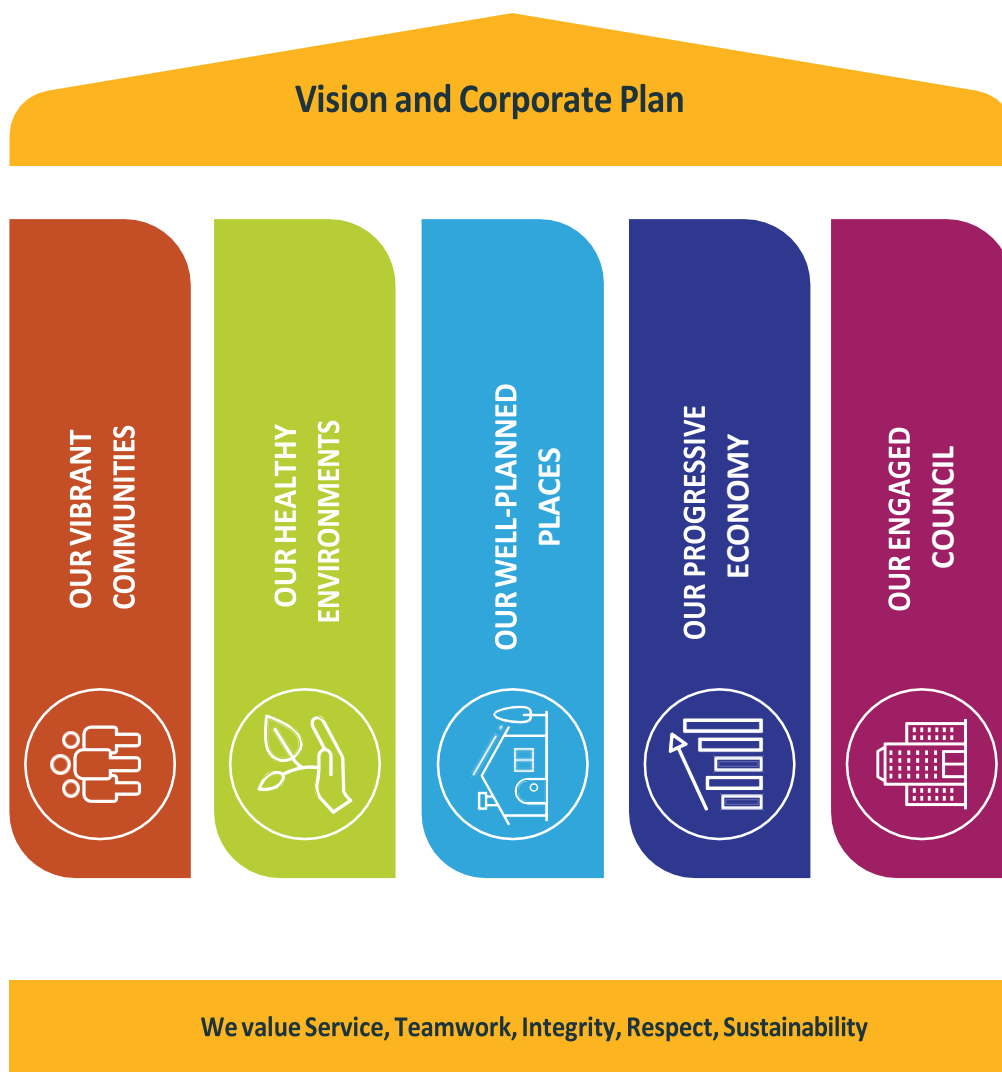 Vision and Corporate Plan
OUR VIBRANT
COMMUNITIES
OUR HEALTHY
ENVIRONMENTS
OUR WELL-PLANNED
PLACES
OUR PROGRESSIVE
ECONOMY
OUR ENGAGED
COUNCIL
We value Service, Teamwork, Integrity, Respect, Sustainability